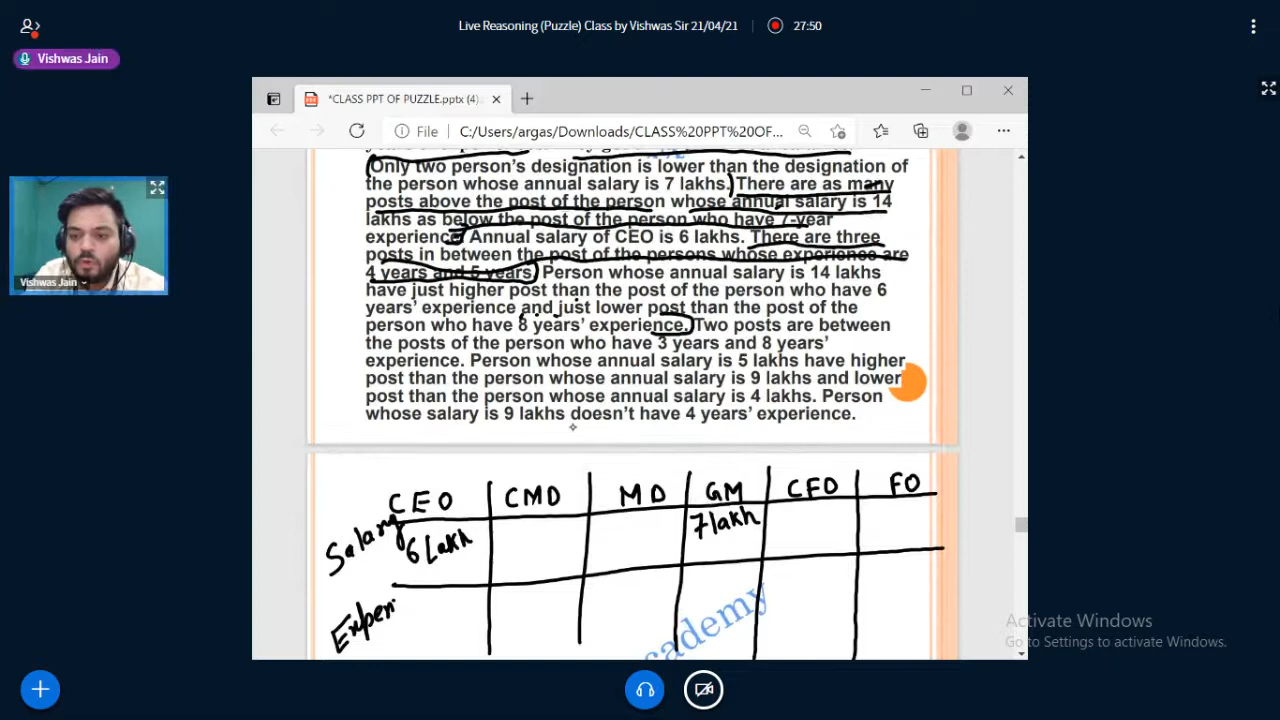 Live Reasoning (Puzzle) Class by Vishwas Sir 21/04/21
27:50
Vishwas Jain
*CLASS PPT OF PUZZLE.pptx (4).
File
C:/Users/argas/Downloads/CLASS%20PPT%20OF...
Only two person's designation is lower than the designation of
the person whose annual salary is 7 lakhs. There are as many
posts above the post of the person whose annual salary is 14
lakhs as below the post of the person who have 7-year
experience. Annual salary of CEO is 6 lakhs. There are three
posts in between the post of the persons whose experience are
4 years and 5 years. Person whose annual salary is 14 lakhs
have just higher post than the post of the person who have 6
years' experience and just lower post than the post of the
person who have 8 years' experience. Two posts are between
the posts of the Person who have 3 years and 8 years'
experience. Person whose annual salary is 5 lakhs have higher
post than the person whose annual salary is 9 lakhs and lower
post than the person whose annual salary is 4 lakhs. Person
whose salary is 9 lakhs doesn't have 4 years' experience.
Vishwas Jain
CEO CMD MD GM CFO FO
Salary 6 Lakh 7 lakh
Experi
cademy
Activate Windows
Go to Settings to activate Windows.